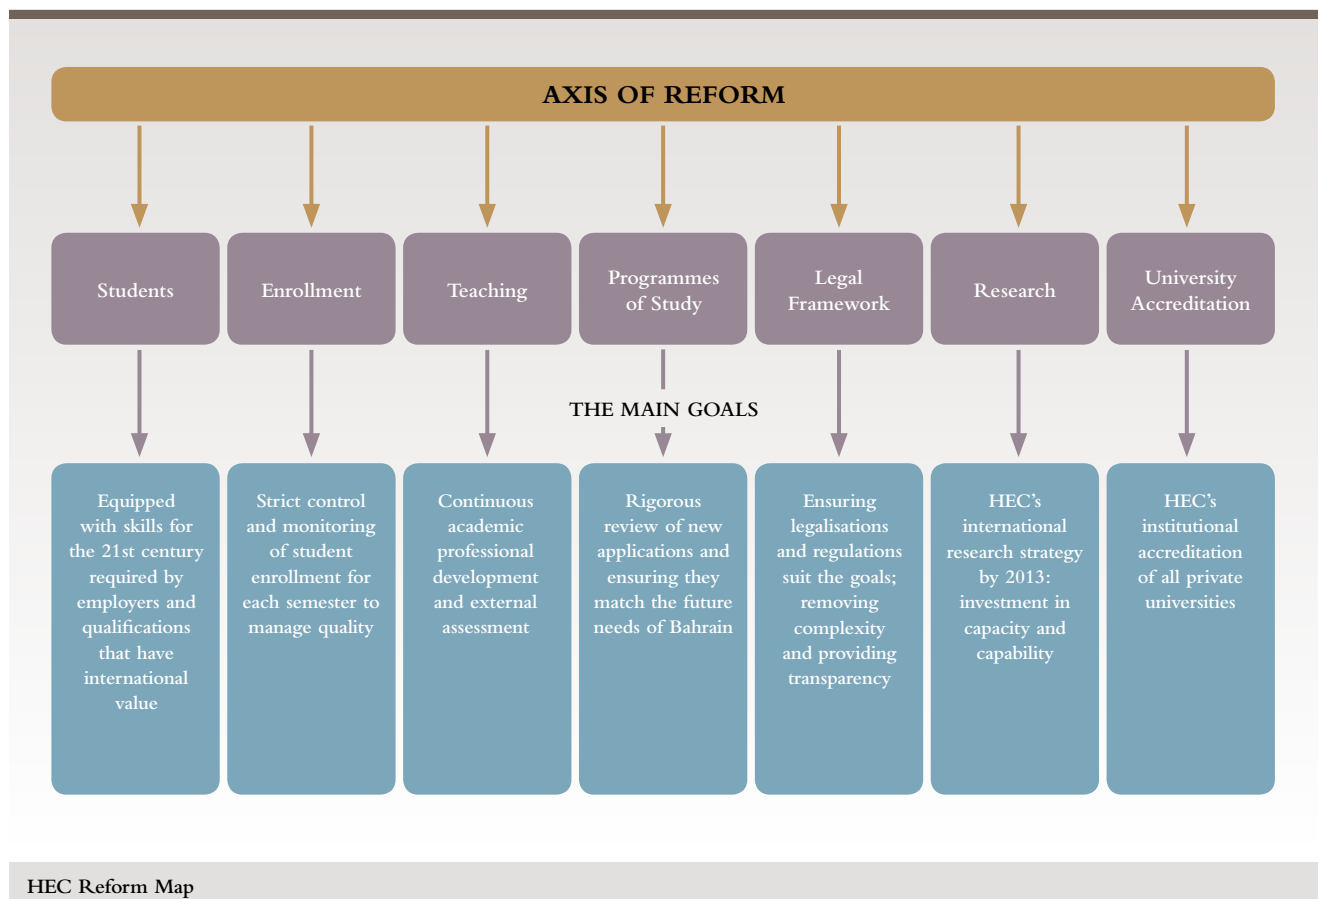 AXIS OF REFORM
Students
Enrollment
Teaching
Programmes
of Study
Legal
Framework
Research
University
Accreditation
THE MAIN GOALS
Equipped
with skills for
the 21st century
required by
employers and
qualifications
that have
international
value
Strict control
and monitoring
of student
enrollment for
each semester to
manage quality
Continuous
academic
professional
development
and external
assessment
Rigorous
review of new
applications and
ensuring they
match the future
needs of Bahrain
Ensuring
legalisations
and regulations
suit the goals;
removing
complexity
and providing
transparency
HEC’s
international
research strategy
by 2013:
investment in
capacity and
capability
HEC’s
institutional
accreditation
of all private
universities
HEC Reform Map